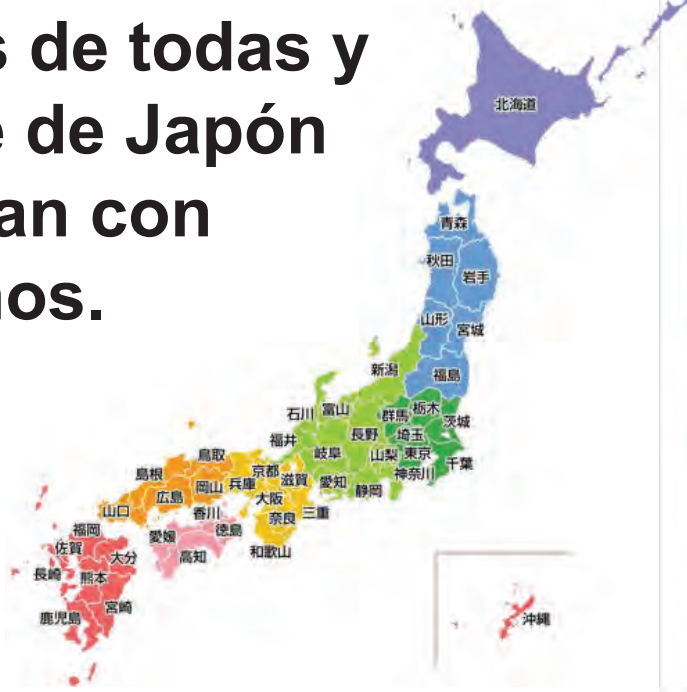 s de todas y
e de Japón
an con
nos.
北海道
青森
秋田
岩手
山形
宮城
新潟
福島
石川
富山
群馬
栃木
茨城
福井
長野
埼玉
岐阜
山梨
東京
千葉
神奈川
愛知
静岡
鳥取
島根
京都
滋賀
岡山
兵庫
広島
大阪
山口
香川
奈良
三重
徳島
愛媛
高知
和歌山
福岡
佐賀
大分
長崎
熊本
宮崎
鹿児島
沖縄